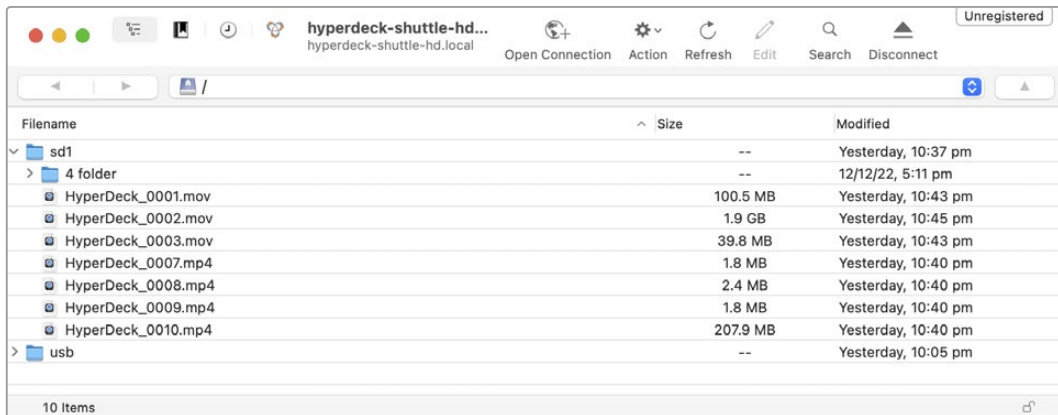 Unregistered
hyperdeck-shuttle-hd...
hyperdeck-shuttle-hd.local
Open Connection Action Refresh Edit Search Disconnect
/
Filename Size Modified
sd1 -- Yesterday, 10:37 pm
4 folder -- 12/12/22, 5:11 pm
HyperDeck_0001.mov 100.5 MB Yesterday, 10:43 pm
HyperDeck_0002.mov 1.9 GB Yesterday, 10:45 pm
HyperDeck_0003.mov 39.8 MB Yesterday, 10:43 pm
HyperDeck_0007.mp4 1.8 MB Yesterday, 10:40 pm
HyperDeck_0008.mp4 2.4 MB Yesterday, 10:40 pm
HyperDeck_0009.mp4 1.8 MB Yesterday, 10:40 pm
HyperDeck_0010.mp4 207.9 MB Yesterday, 10:40 pm
usb -- Yesterday, 10:05 pm
10 Items